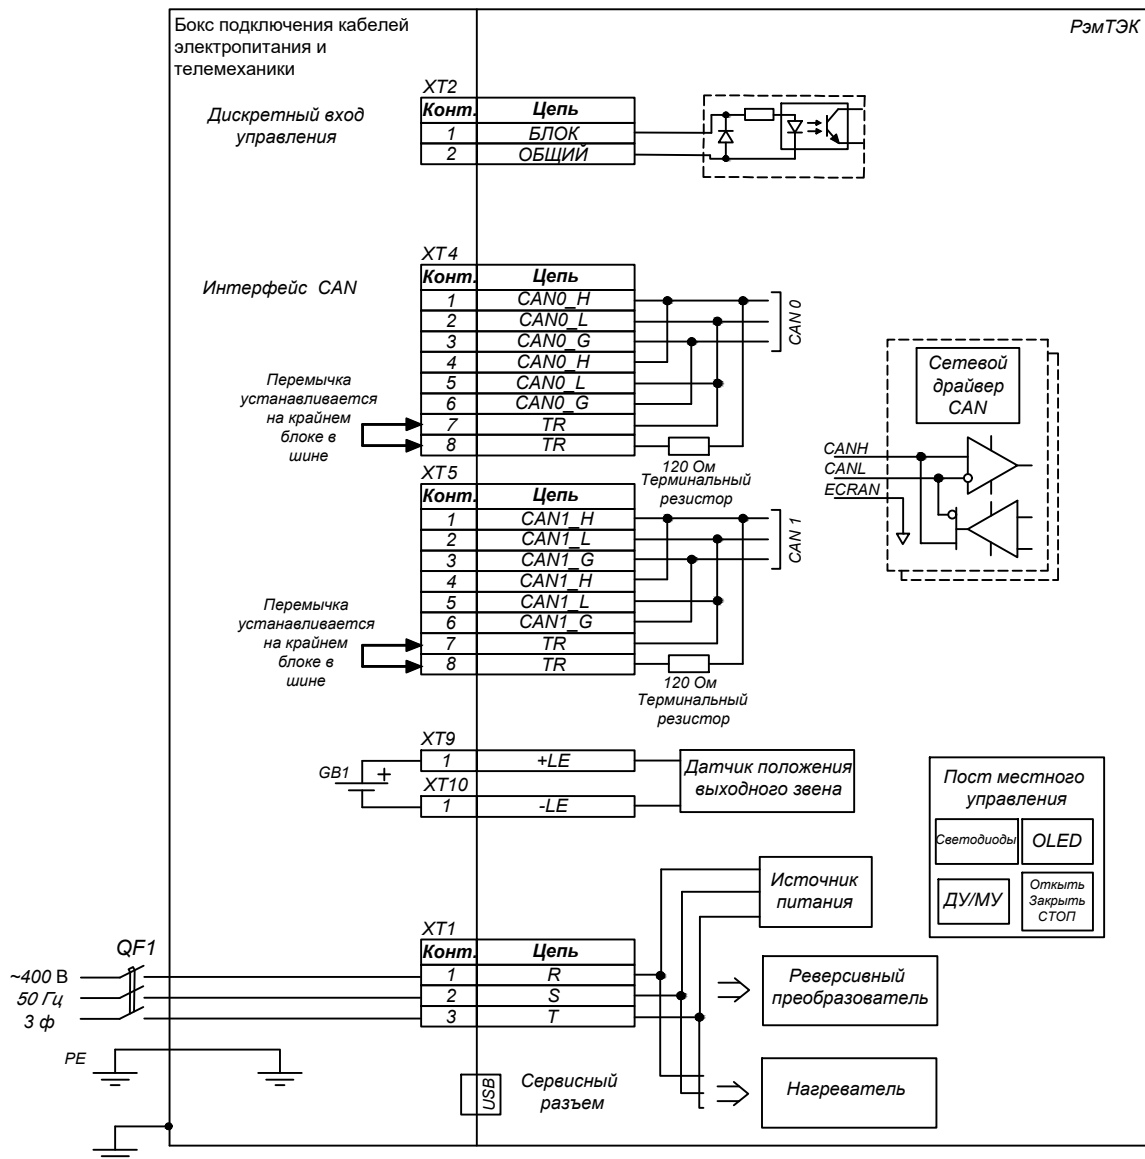 Бокс подключения кабелей
электропитания и
телемеханики
РэмТЭК
Дискретный вход
управления
XT2
Конт. Цепь
1 БЛОК
2 ОБЩИЙ
Интерфейс CAN
XT4
Конт. Цепь
1 CAN0_H
2 CAN0_L
3 CAN0_G
4 CAN0_H
5 CAN0_L
6 CAN0_G
7 TR
8 TR
CAN 0
Перемычка
устанавливается
на крайнем
блоке в
шине
120 Ом
Терминальный
резистор
Сетевой
драйвер
CAN
CANH
CANL
ECRAN
XT5
Конт. Цепь
1 CAN1_H
2 CAN1_L
3 CAN1_G
4 CAN1_H
5 CAN1_L
6 CAN1_G
7 TR
8 TR
CAN 1
Перемычка
устанавливается
на крайнем
блоке в
шине
120 Ом
Терминальный
резистор
XT9
1 +LE
GB1
+
XT10
1 -LE
Датчик положения
выходного звена
Пост местного
управления
Светодиоды
OLED
ДУ/МУ
Откыть
Закрыть
СТОП
Источник
питания
XT1
Конт. Цепь
1 R
2 S
3 T
QF1
~400 В
50 Гц
3 ф
Реверсивный
преобразователь
PE
USB
Сервисный
разъем
Нагреватель